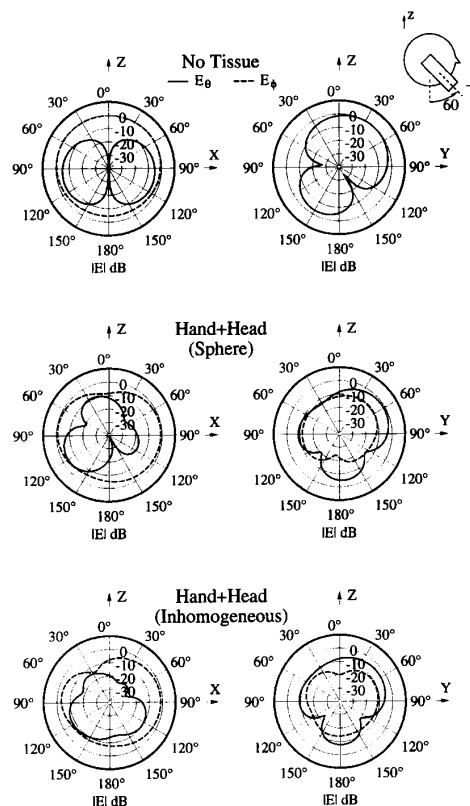 z
60
No Tissue
Eθ Eϕ
Z Z
0° 0°
30° 30° 30° 30°
60° 60° 60° 60°
0 0
-10 -10
-20 -20
-30 -30
90° 90° X 90° 90° Y
120° 120° 120° 120°
150° 150° 150° 150°
180° 180°
|E| dB |E| dB
Hand+Head
(Sphere)
Z Z
0° 0°
30° 30° 30° 30°
60° 60° 60° 60°
0 0
-10 -10
-20 -20
-30 -30
90° 90° X 90° 90° Y
120° 120° 120° 120°
150° 150° 150° 150°
180° 180°
|E| dB |E| dB
Hand+Head
(Inhomogeneous)
Z Z
0° 0°
30° 30° 30° 30°
60° 60° 60° 60°
0 0
-10 -10
-20 -20
-30 -30
90° 90° X 90° 90° Y
120° 120° 120° 120°
150° 150° 150° 150°
180° 180°
|E| dB |E| dB